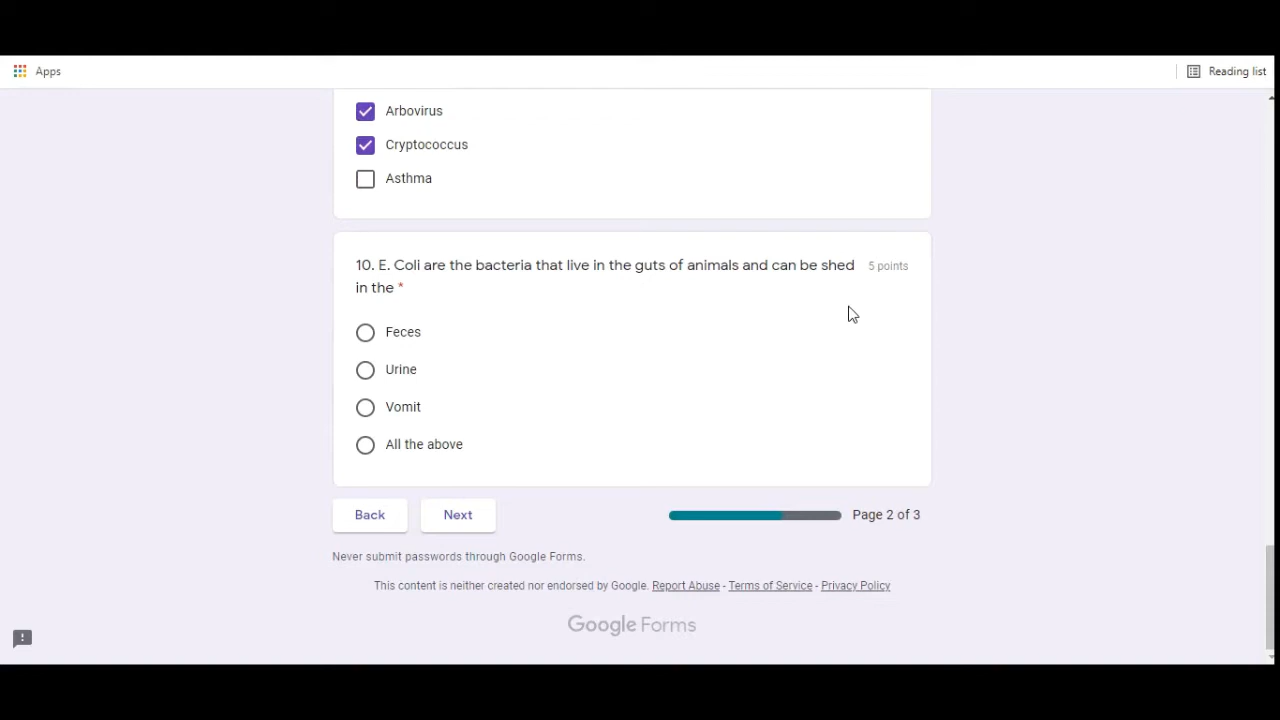 Apps
Reading list
Arbovirus
Cryptococcus
Asthma
10. E. Coli are the bacteria that live in the guts of animals and can be shed 5 points
in the *
Feces
Urine
Vomit
All the above
Back Next Page 2 of 3
Never submit passwords through Google Forms.
This content is neither created nor endorsed by Google. Report Abuse - Terms of Service - Privacy Policy
Google Forms